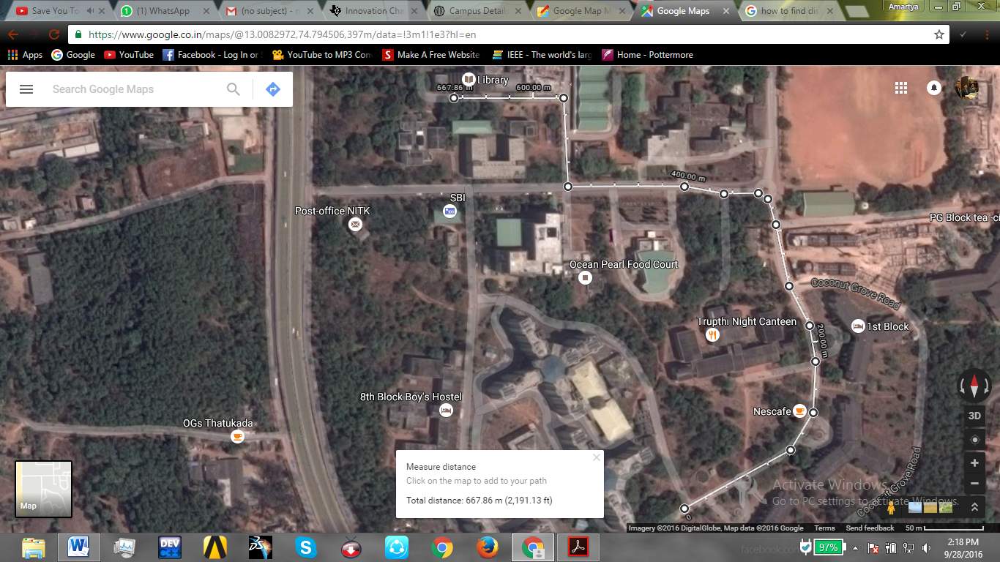 Save You To
(1) WhatsApp
(no subject) - n
Innovation Cha
Campus Details
Google Map M
Google Maps
how to find dis
Amartya
https://www.google.co.in/maps/@13.0082972,74.794506,397m/data=!3m1!1e3?hl=en
Apps
Google
YouTube
Facebook - Log In or
YouTube to MP3 Con
Make A Free Website
IEEE - The world's larg
Home - Pottermore
Search Google Maps
Library
667.86 m
600.00 m
400.00 m
SBI
Post-office NITK
PG Block tea -ci
Ocean Pearl Food Court
Coconut Grove Road
Trupthi Night Canteen
200.00 m
1st Block
8th Block Boy's Hostel
Nescafe
OGs Thatukada
3D
Measure distance
Click on the map to add to your path
Total distance: 667.86 m (2,191.13 ft)
0
Coconut Grove Road
Activate Windows
Go to PC settings to activate Windows.
Map
Imagery ©2016 DigitalGlobe, Map data ©2016 Google
Terms
Send feedback
50 m
DEV
C++
facebook.com
97%
2:18 PM
9/28/2016